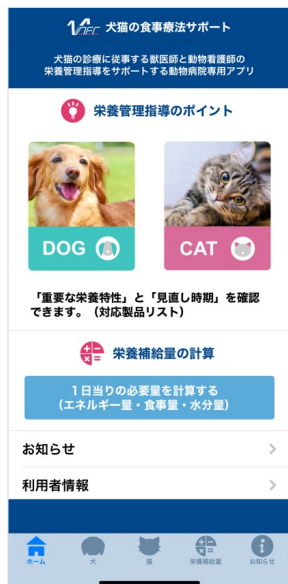 VDEC 犬猫の食事療法サポート
犬猫の診療に従事する獣医師と動物看護師の
栄養管理指導をサポートする動物病院専用アプリ
栄養管理指導のポイント
DOG
CAT
「重要な栄養特性」と「見直し時期」を確認
できます。（対応製品リスト）
栄養補給量の計算
1日当りの必要量を計算する
（エネルギー量・食事量・水分量）
お知らせ
利用者情報
ホーム
犬
猫
栄養補給量
お知らせ